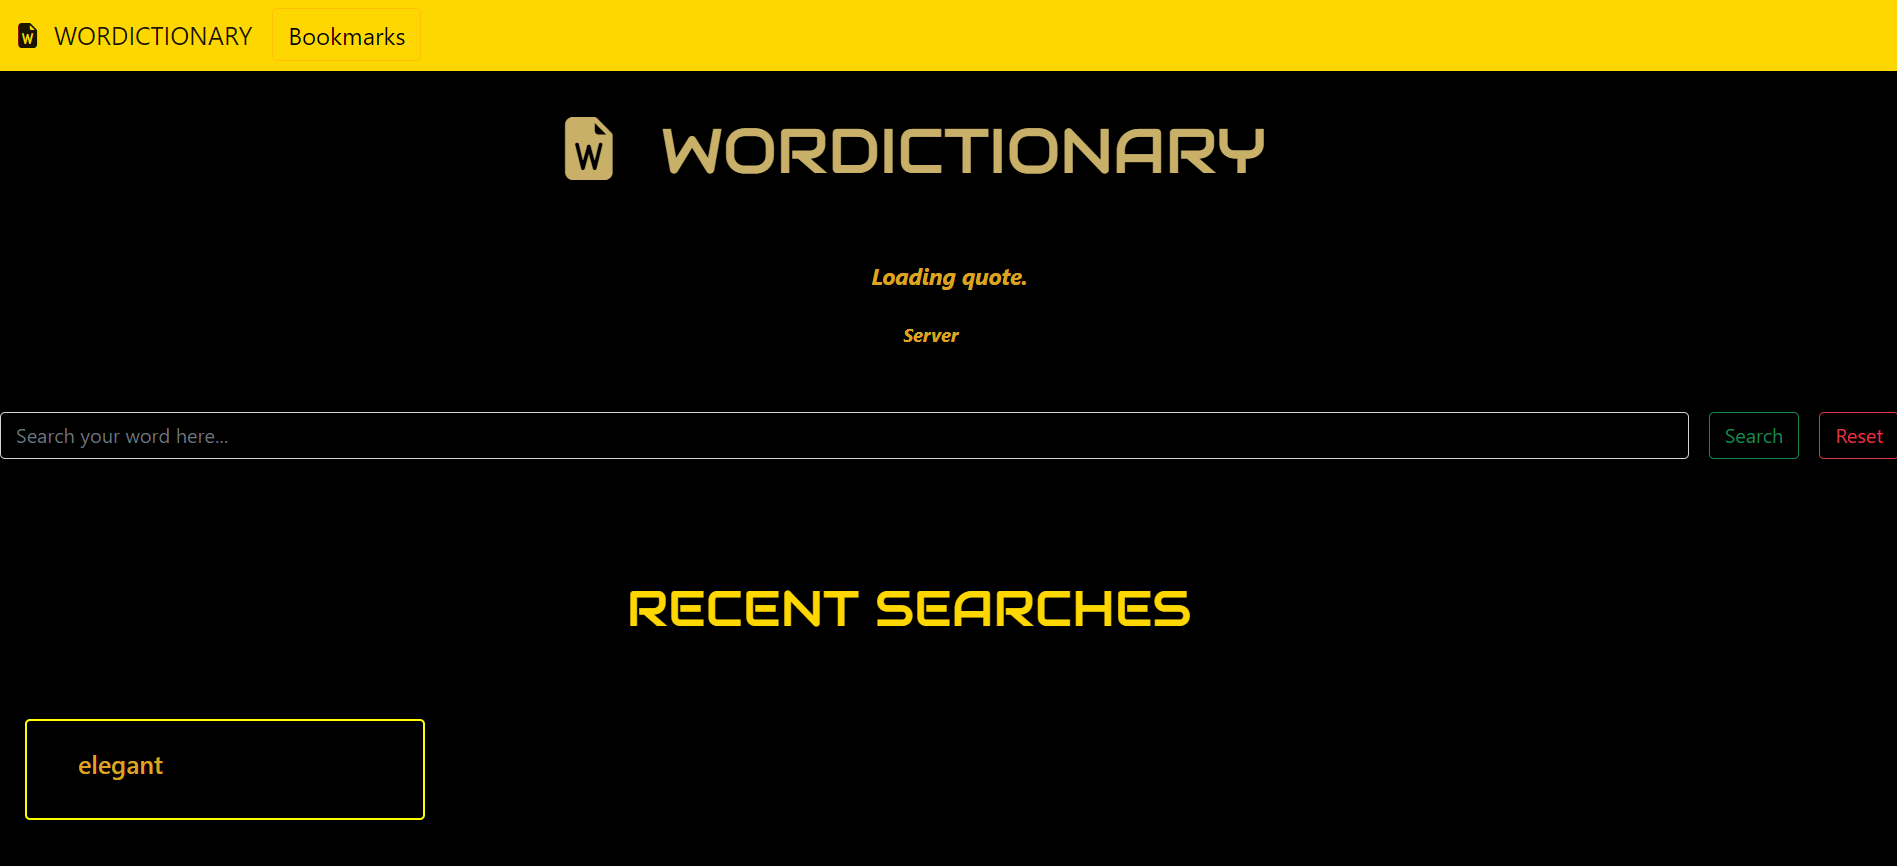 W WORDICTIONARY Bookmarks
W WORDICTIONARY
Loading quote.
Server
Search your word here... Search Reset
RECENT SEARCHES
elegant